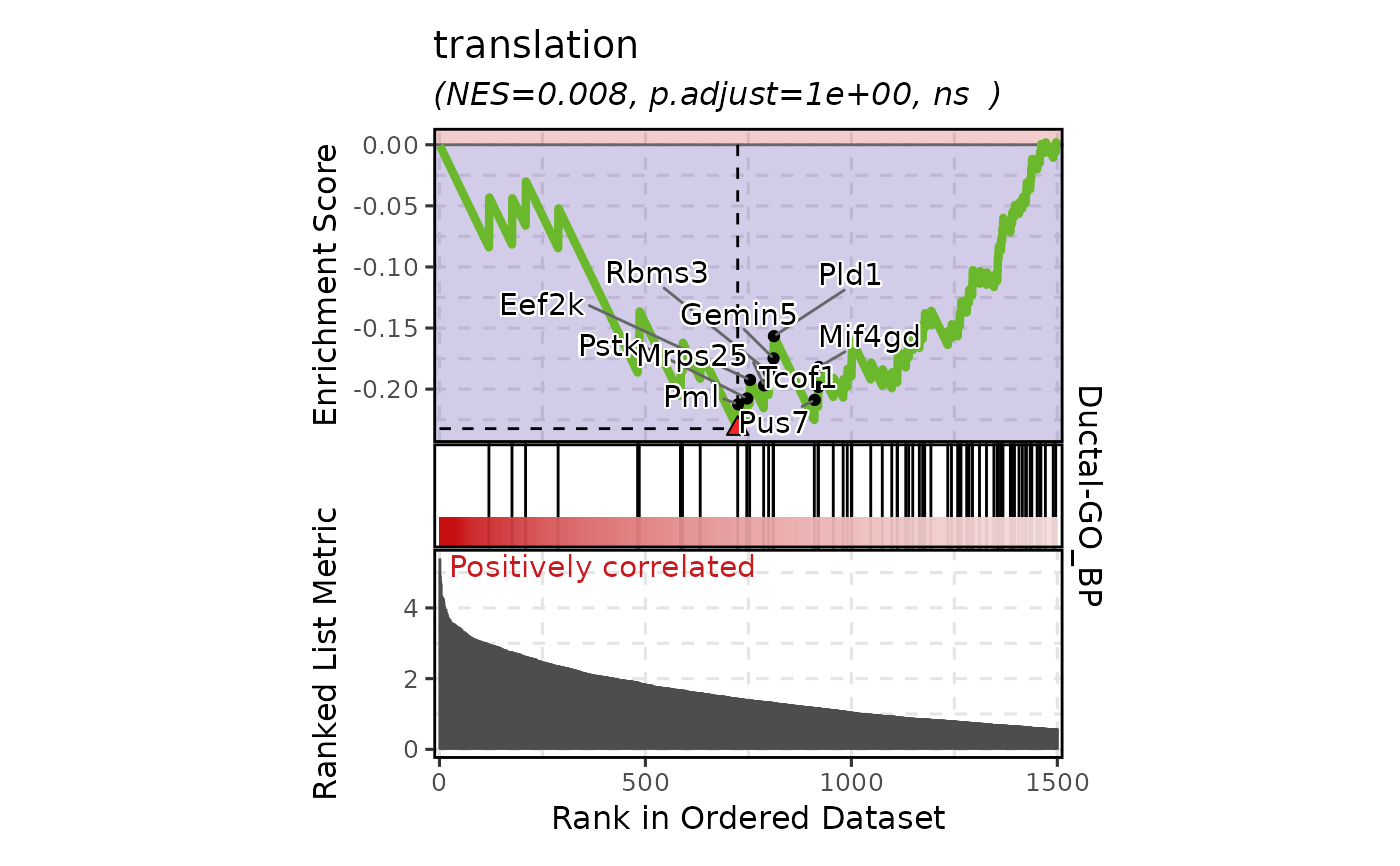 translation
(NES=0.008, p.adjust=1e+00, ns  )
Enrichment Score
0.00
-0.05
-0.10
-0.15
-0.20
Rbms3
Pld1
Eef2k
Gemin5
Mif4gd
Pstk
Mrps25
Tcof1
Pml
Pus7
Ductal-GO_BP
Ranked List Metric
Positively correlated
4
2
0
0
500
1000
1500
Rank in Ordered Dataset